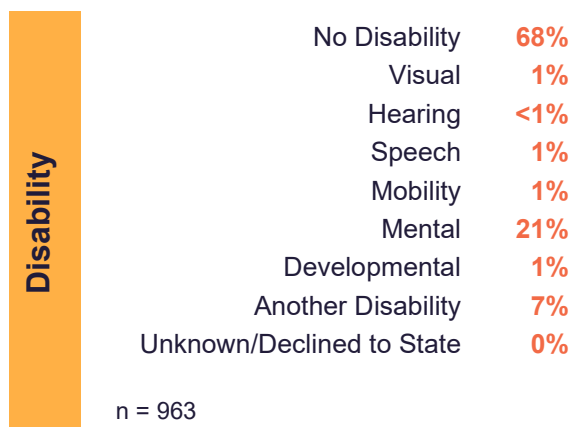 Disability
No Disability 68%
Visual 1%
Hearing <1%
Speech 1%
Mobility 1%
Mental 21%
Developmental 1%
Another Disability 7%
Unknown/Declined to State 0%
n = 963